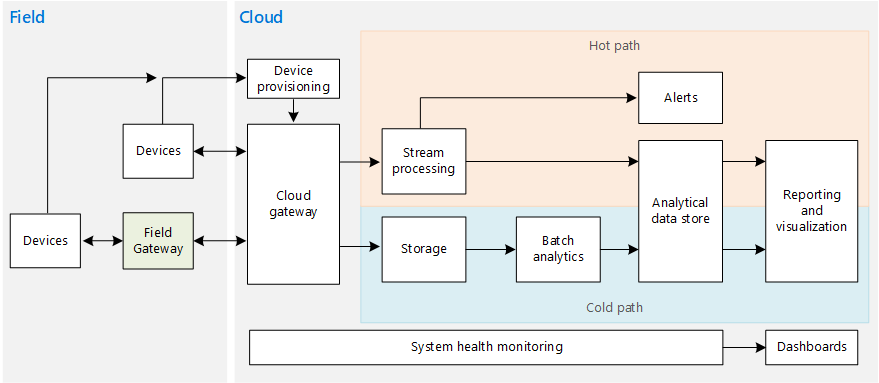 Field
Cloud
Hot path
Device
provisioning
Alerts
Devices
Stream
processing
Cloud
gateway
Analytical
data store
Reporting
and
visualization
Devices
Field
Gateway
Storage
Batch
analytics
Cold path
System health monitoring
Dashboards